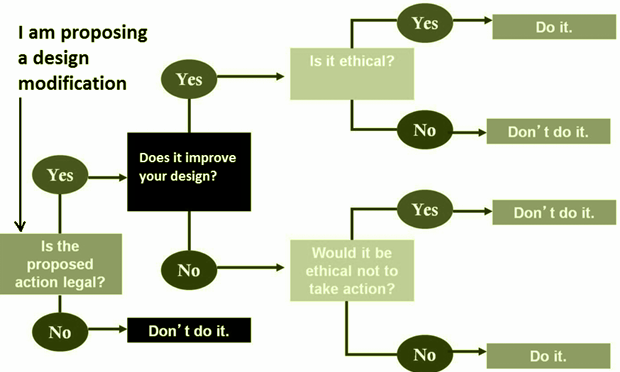 I am proposing
a design
modification
Yes
Do it.
Is it ethical?
Yes
No
Don't do it.
Does it improve
your design?
Yes
Yes
Don't do it.
Is the
proposed
action legal?
No
Would it be
ethical not to
take action?
No
Don't do it.
No
Do it.